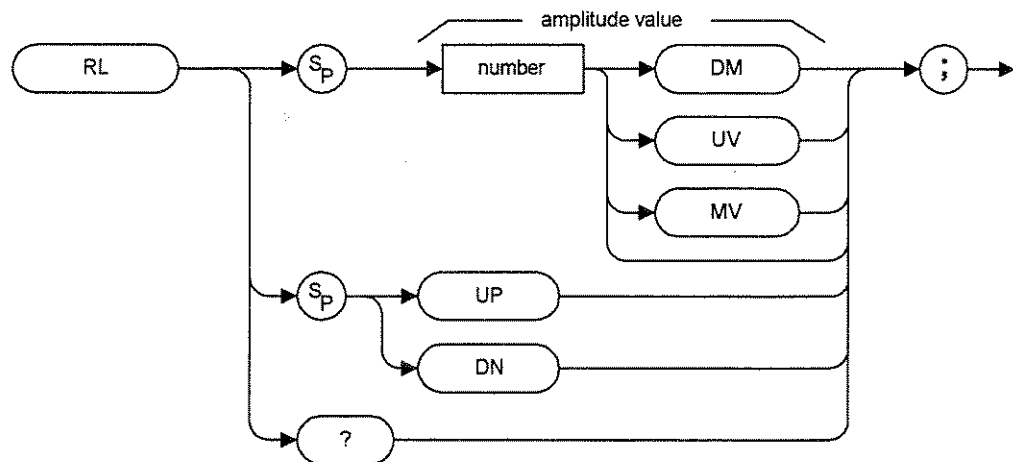 amplitude value
RL
SP
number
DM
;
UV
MV
SP
UP
DN
?